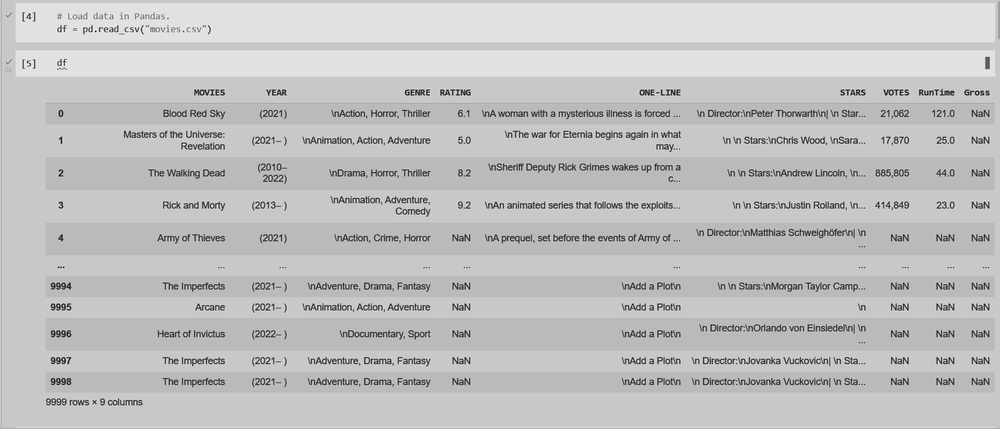 [4] # Load data in Pandas.
df = pd.read_csv("movies.csv")
0s
[5] df
MOVIES YEAR GENRE RATING ONE-LINE STARS VOTES RunTime Gross
0 Blood Red Sky (2021) \nAction, Horror, Thriller 6.1 \nA woman with a mysterious illness is forced ... \n Director:\nPeter Thorwarth\n| \n Star... 21,062 121.0 NaN
1 Masters of the Universe: Revelation (2021– ) \nAnimation, Action, Adventure 5.0 \nThe war for Eternia begins again in what may... \n \n Stars:\nChris Wood, \nSara... 17,870 25.0 NaN
2 The Walking Dead (2010–2022) \nDrama, Horror, Thriller 8.2 \nSheriff Deputy Rick Grimes wakes up from a c... \n \n Stars:\nAndrew Lincoln, \n... 885,805 44.0 NaN
3 Rick and Morty (2013– ) \nAnimation, Adventure, Comedy 9.2 \nAn animated series that follows the exploits... \n \n Stars:\nJustin Roiland, \n... 414,849 23.0 NaN
4 Army of Thieves (2021) \nAction, Crime, Horror NaN \nA prequel, set before the events of Army of ... \n Director:\nMatthias Schweighöfer\n| \n ... NaN NaN NaN
... ... ... ... ... ... ... ... ... ...
9994 The Imperfects (2021– ) \nAdventure, Drama, Fantasy NaN \nAdd a Plot\n \n \n Stars:\nMorgan Taylor Camp... NaN NaN NaN
9995 Arcane (2021– ) \nAnimation, Action, Adventure NaN \nAdd a Plot\n \n NaN NaN NaN
9996 Heart of Invictus (2022– ) \nDocumentary, Sport NaN \nAdd a Plot\n \n Director:\nOrlando von Einsiedel\n| \n ... NaN NaN NaN
9997 The Imperfects (2021– ) \nAdventure, Drama, Fantasy NaN \nAdd a Plot\n \n Director:\nJovanka Vuckovic\n| \n Sta... NaN NaN NaN
9998 The Imperfects (2021– ) \nAdventure, Drama, Fantasy NaN \nAdd a Plot\n \n Director:\nJovanka Vuckovic\n| \n Sta... NaN NaN NaN
9999 rows × 9 columns